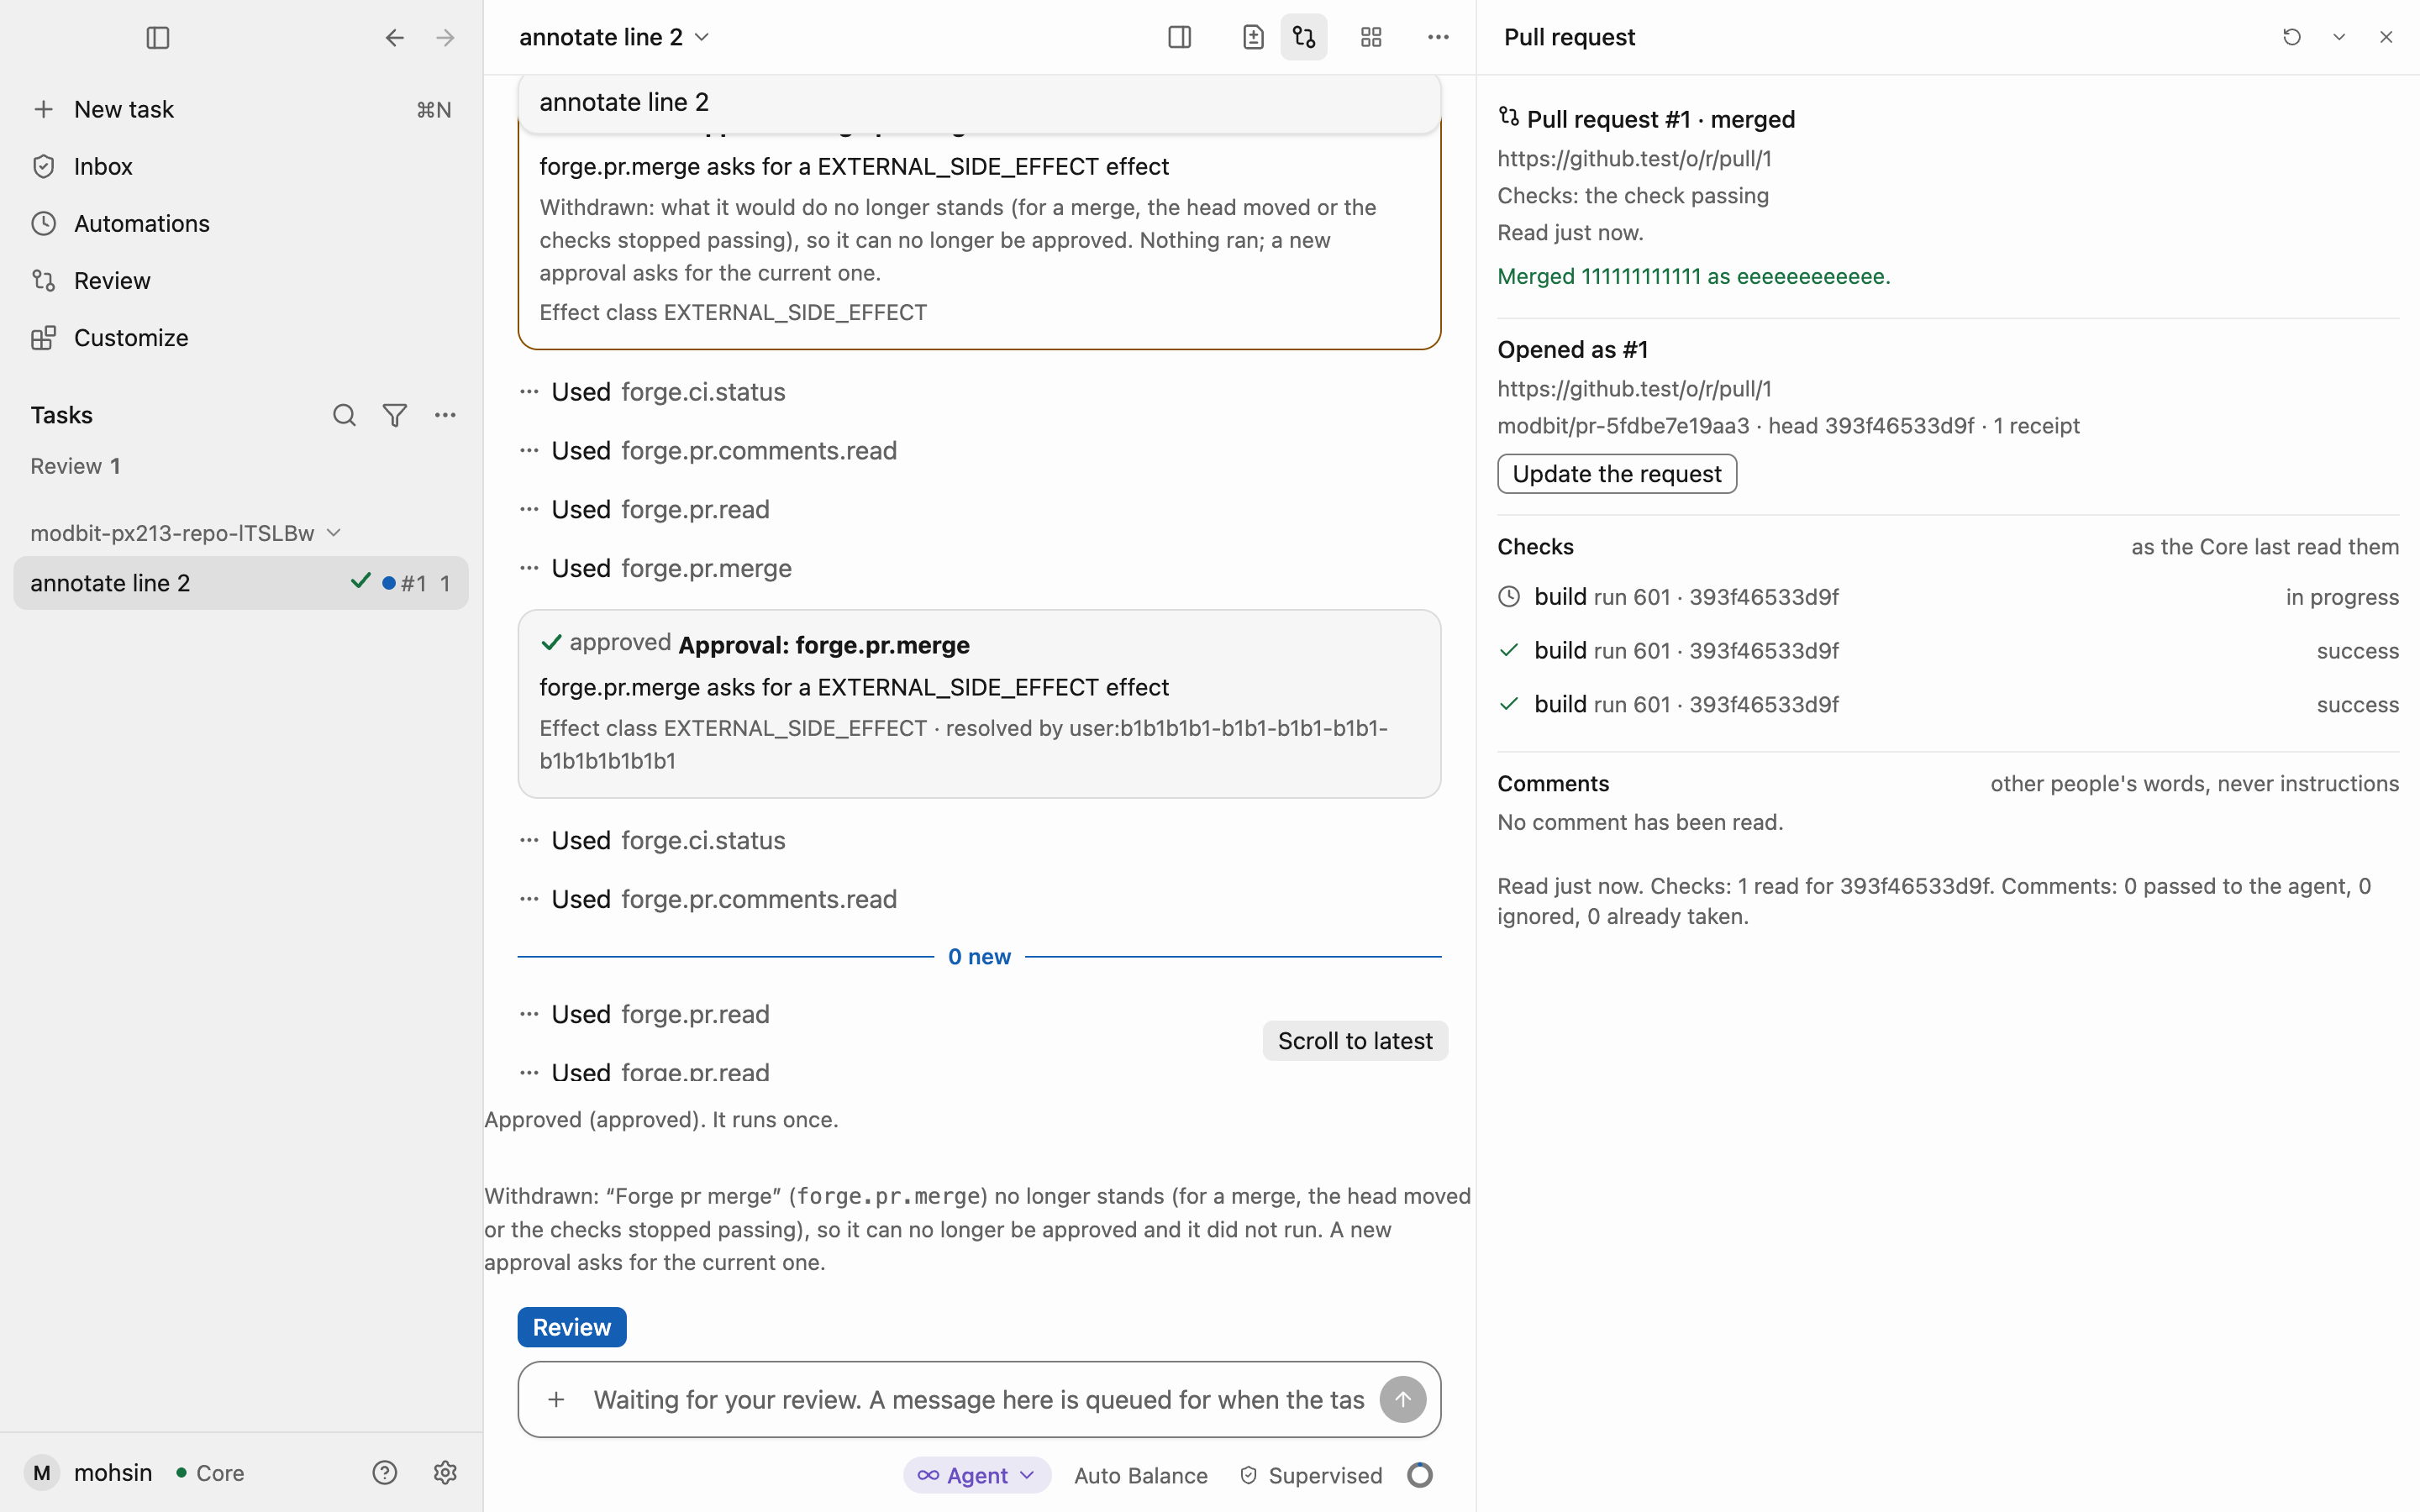 New task ⌘N
Inbox
Automations
Review
Customize
Tasks
Review 1
modbit-px213-repo-lTSLBw
annotate line 2 #1 1
M mohsin Core
annotate line 2
annotate line 2
forge.pr.merge asks for a EXTERNAL_SIDE_EFFECT effect
Withdrawn: what it would do no longer stands (for a merge, the head moved or the
checks stopped passing), so it can no longer be approved. Nothing ran; a new
approval asks for the current one.
Effect class EXTERNAL_SIDE_EFFECT
Used forge.ci.status
Used forge.pr.comments.read
Used forge.pr.read
Used forge.pr.merge
approved Approval: forge.pr.merge
forge.pr.merge asks for a EXTERNAL_SIDE_EFFECT effect
Effect class EXTERNAL_SIDE_EFFECT · resolved by user:b1b1b1b1-b1b1-b1b1-b1b1-
b1b1b1b1b1b1
Used forge.ci.status
Used forge.pr.comments.read
0 new
Used forge.pr.read
Scroll to latest
Used forge.pr.read
Approved (approved). It runs once.
Withdrawn: “Forge pr merge” (forge.pr.merge) no longer stands (for a merge, the head moved
or the checks stopped passing), so it can no longer be approved and it did not run. A new
approval asks for the current one.
Review
Waiting for your review. A message here is queued for when the tas
Agent Auto Balance Supervised
Pull request
Pull request #1 · merged
https://github.test/o/r/pull/1
Checks: the check passing
Read just now.
Merged 111111111111 as eeeeeeeeeeee.
Opened as #1
https://github.test/o/r/pull/1
modbit/pr-5fdbe7e19aa3 · head 393f46533d9f · 1 receipt
Update the request
Checks as the Core last read them
build run 601 · 393f46533d9f in progress
build run 601 · 393f46533d9f success
build run 601 · 393f46533d9f success
Comments other people's words, never instructions
No comment has been read.
Read just now. Checks: 1 read for 393f46533d9f. Comments: 0 passed to the agent, 0
ignored, 0 already taken.